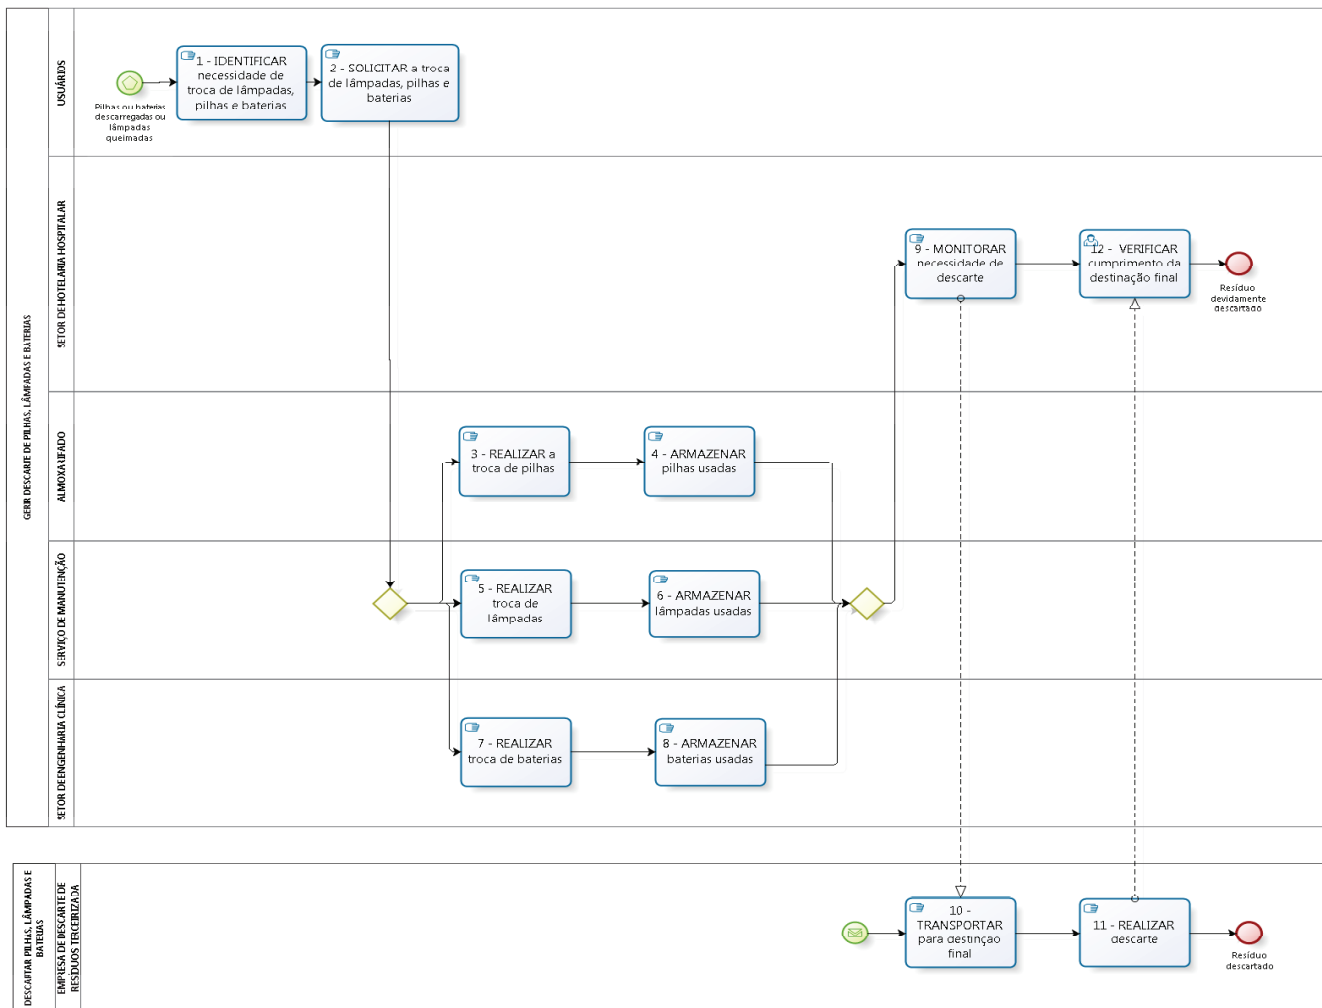 GERIR DESCARTE DE PILHAS, LÂMPADAS E BATERIAS
USUÁRIOS
Pilhas ou baterias
descarregadas ou
lâmpadas
queimadas
1 - IDENTIFICAR
necessidade de
troca de lâmpadas,
pilhas e baterias
2 - SOLICITAR a troca
de lâmpadas, pilhas e
baterias
SETOR DE HOTELARIA HOSPITALAR
9 - MONITORAR
necessidade de
descarte
12 - VERIFICAR
cumprimento da
destinação final
Resíduo
devidamente
descartado
ALMOXARIFADO
3 - REALIZAR a
troca de pilhas
4 - ARMAZENAR
pilhas usadas
SERVIÇO DE MANUTENÇÃO
5 - REALIZAR
troca de
lâmpadas
6 - ARMAZENAR
lâmpadas usadas
SETOR DE ENGENHARIA CLÍNICA
7 - REALIZAR
troca de baterias
8 - ARMAZENAR
baterias usadas
DESCARTAR PILHAS, LÂMPADAS E
BATERIAS
EMPRESA DE DESCARTE DE
RESÍDUOS TERCEIRIZADA
10 -
TRANSPORTAR
para destinção
final
11 - REALIZAR
descarte
Resíduo
descartado